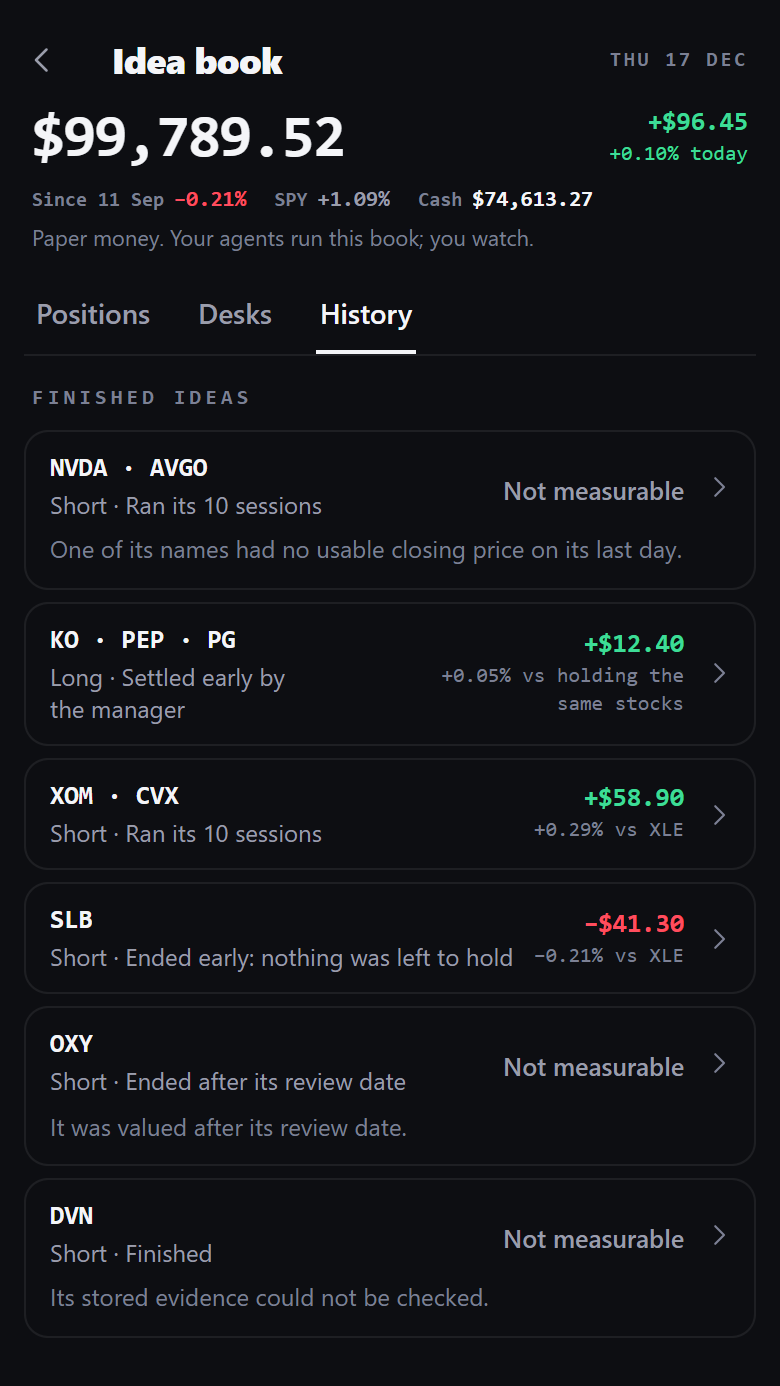 Idea book
THU 17 DEC
$99,789.52
+$96.45
+0.10% today
Since 11 Sep −0.21% SPY +1.09% Cash $74,613.27
Paper money. Your agents run this book; you watch.
Positions Desks History
FINISHED IDEAS
NVDA · AVGO
Short · Ran its 10 sessions
Not measurable
One of its names had no usable closing price on its last day.
KO · PEP · PG
Long · Settled early by
the manager
+$12.40
+0.05% vs holding the
same stocks
XOM · CVX
Short · Ran its 10 sessions
+$58.90
+0.29% vs XLE
SLB
Short · Ended early: nothing was left to hold
−$41.30
−0.21% vs XLE
OXY
Short · Ended after its review date
Not measurable
It was valued after its review date.
DVN
Short · Finished
Not measurable
Its stored evidence could not be checked.